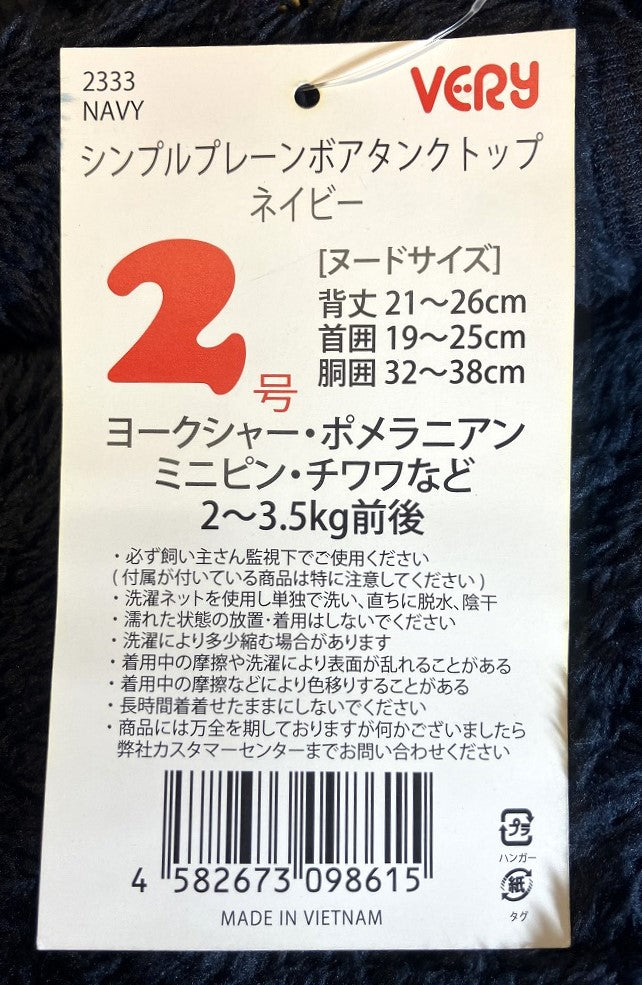 2333
NAVY
VERY
シンプルプレーンボアタンクトップ
ネイビー
2号
[ヌードサイズ]
背丈 21～26cm
首囲 19～25cm
胴囲 32～38cm
ヨークシャー・ポメラニアン
ミニピン・チワワなど
2～3.5kg前後
・必ず飼い主さん監視下でご使用ください
(付属が付いている商品は特に注意してください)
・洗濯ネットを使用し単独で洗い、直ちに脱水、陰干
・濡れた状態の放置・着用はしないでください
・洗濯により多少縮む場合があります
・着用中の摩擦や洗濯により表面が乱れることがある
・着用中の摩擦などにより色移りすることがある
・長時間着せたままにしないでください
・商品には万全を期しておりますが何かございましたら
弊社カスタマーセンターまでお問い合わせください
4 582673 098615
MADE IN VIETNAM
プラ
ハンガー
紙
タグ